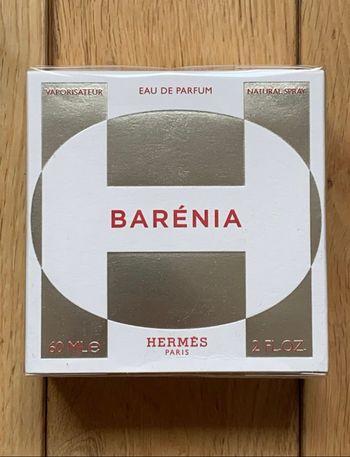 VAPORISATEUR EAU DE PARFUM NATURAL SPRAY
BARÉNIA
60 ML℮ HERMÈS 2 FL.OZ.
PARIS